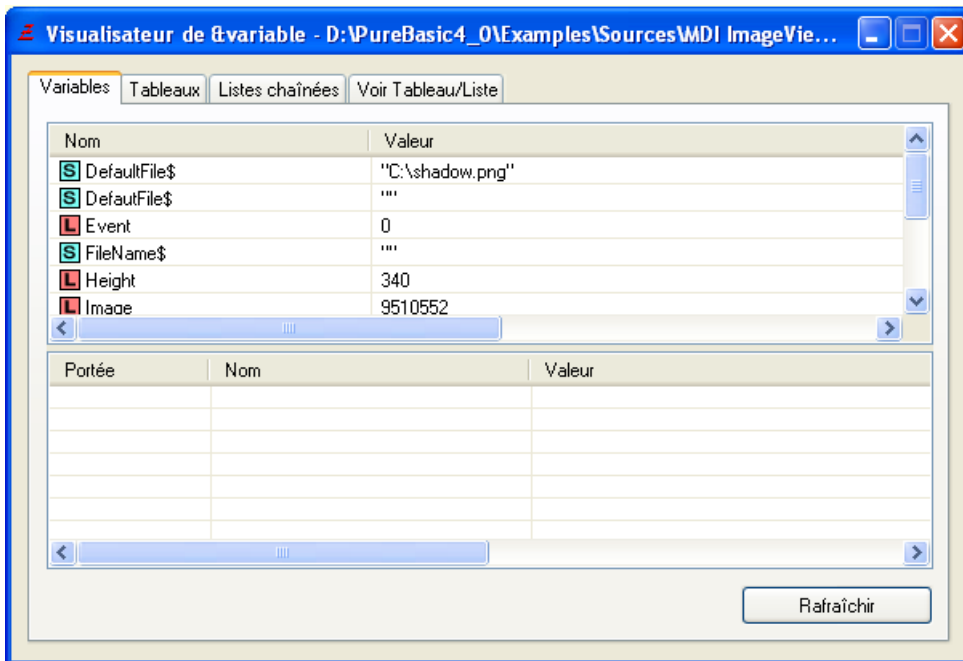 Visualisateur de &variable - D:\PureBasic4_0\Examples\Sources\MDI ImageVie...
Variables Tableaux Listes chaînées Voir Tableau/Liste
Nom Valeur
S DefaultFile$ "C:\shadow.png"
S DefautFile$ ""
L Event 0
S FileName$ ""
L Height 340
L Image 9510552
Portée Nom Valeur
Rafraîchir